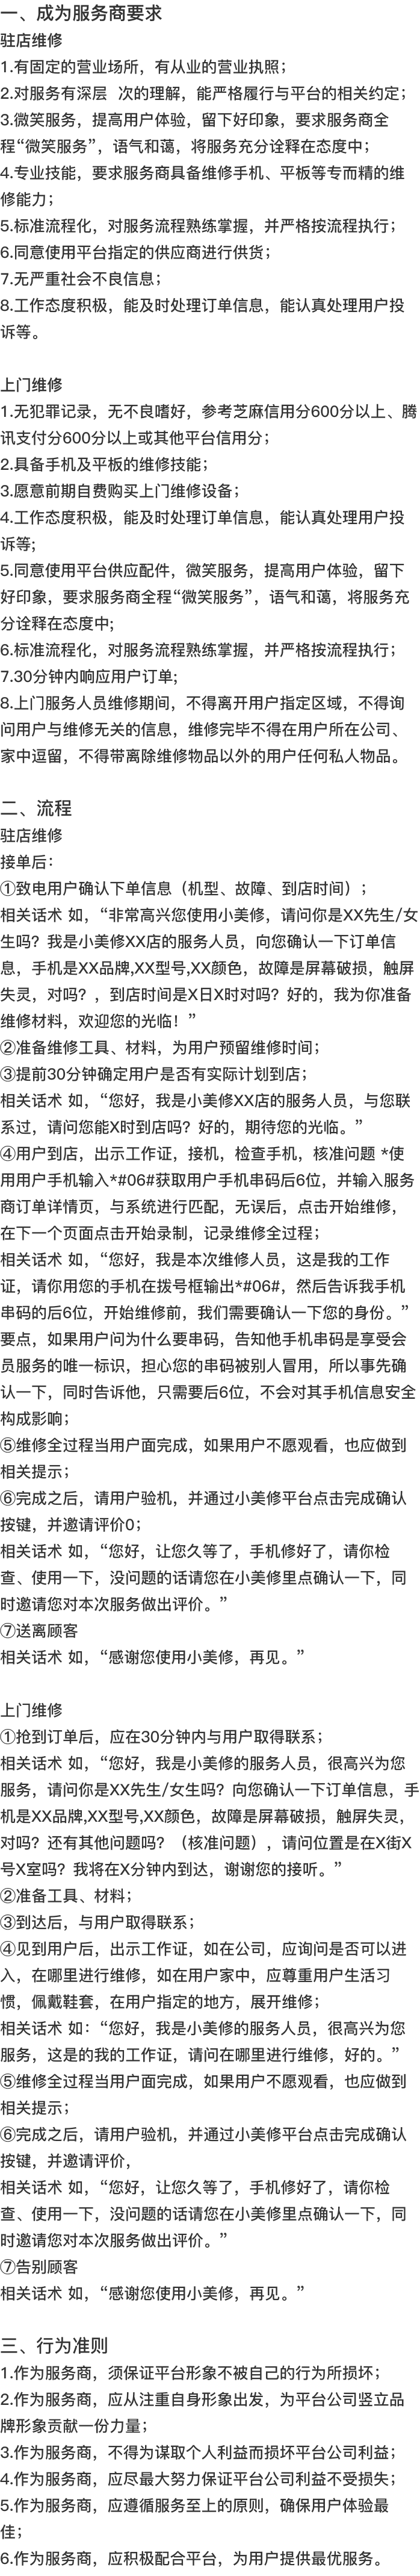 一、成为服务商要求
驻店维修
1.有固定的营业场所，有从业的营业执照；
2.对服务有深层  次的理解，能严格履行与平台的相关约定；
3.微笑服务，提高用户体验，留下好印象，要求服务商全
程“微笑服务”，语气和蔼，将服务充分诠释在态度中；
4.专业技能，要求服务商具备维修手机、平板等专而精的维
修能力；
5.标准流程化，对服务流程熟练掌握，并严格按流程执行；
6.同意使用平台指定的供应商进行供货；
7.无严重社会不良信息；
8.工作态度积极，能及时处理订单信息，能认真处理用户投
诉等。
上门维修
1.无犯罪记录，无不良嗜好，参考芝麻信用分600分以上、腾
讯支付分600分以上或其他平台信用分；
2.具备手机及平板的维修技能；
3.愿意前期自费购买上门维修设备；
4.工作态度积极，能及时处理订单信息，能认真处理用户投
诉等;
5.同意使用平台供应配件，微笑服务，提高用户体验，留下
好印象，要求服务商全程“微笑服务”，语气和蔼，将服务充
分诠释在态度中;
6.标准流程化，对服务流程熟练掌握，并严格按流程执行；
7.30分钟内响应用户订单;
8.上门服务人员维修期间，不得离开用户指定区域，不得询
问用户与维修无关的信息，维修完毕不得在用户所在公司、
家中逗留，不得带离除维修物品以外的用户任何私人物品。
二、流程
驻店维修
接单后：
①致电用户确认下单信息（机型、故障、到店时间）；
相关话术 如，“非常高兴您使用小美修，请问你是XX先生/女
生吗？我是小美修XX店的服务人员，向您确认一下订单信
息，手机是XX品牌,XX型号,XX颜色，故障是屏幕破损，触屏
失灵，对吗？，到店时间是X日X时对吗？好的，我为你准备
维修材料，欢迎您的光临！”
②准备维修工具、材料，为用户预留维修时间；
③提前30分钟确定用户是否有实际计划到店；
相关话术 如，“您好，我是小美修XX店的服务人员，与您联
系过，请问您能X时到店吗？好的，期待您的光临。”
④用户到店，出示工作证，接机，检查手机，核准问题 *使
用用户手机输入*#06#获取用户手机串码后6位，并输入服务
商订单详情页，与系统进行匹配，无误后，点击开始维修，
在下一个页面点击开始录制，记录维修全过程；
相关话术 如，“您好，我是本次维修人员，这是我的工作
证，请你用您的手机在拨号框输出*#06#，然后告诉我手机
串码的后6位，开始维修前，我们需要确认一下您的身份。”
要点，如果用户问为什么要串码，告知他手机串码是享受会
员服务的唯一标识，担心您的串码被别人冒用，所以事先确
认一下，同时告诉他，只需要后6位，不会对其手机信息安全
构成影响；
⑤维修全过程当用户面完成，如果用户不愿观看，也应做到
相关提示；
⑥完成之后，请用户验机，并通过小美修平台点击完成确认
按键，并邀请评价0；
相关话术 如，“您好，让您久等了，手机修好了，请你检
查、使用一下，没问题的话请您在小美修里点确认一下，同
时邀请您对本次服务做出评价。”
⑦送离顾客
相关话术 如，“感谢您使用小美修，再见。”
上门维修
①抢到订单后，应在30分钟内与用户取得联系；
相关话术 如，“您好，我是小美修的服务人员，很高兴为您
服务，请问你是XX先生/女生吗？向您确认一下订单信息，手
机是XX品牌,XX型号,XX颜色，故障是屏幕破损，触屏失灵，
对吗？还有其他问题吗？（核准问题），请问位置是在X街X
号X室吗？我将在X分钟内到达，谢谢您的接听。”
②准备工具、材料；
③到达后，与用户取得联系；
④见到用户后，出示工作证，如在公司，应询问是否可以进
入，在哪里进行维修，如在用户家中，应尊重用户生活习
惯，佩戴鞋套，在用户指定的地方，展开维修；
相关话术 如：“您好，我是小美修的服务人员，很高兴为您
服务，这是的我的工作证，请问在哪里进行维修，好的。”
⑤维修全过程当用户面完成，如果用户不愿观看，也应做到
相关提示；
⑥完成之后，请用户验机，并通过小美修平台点击完成确认
按键，并邀请评价，
相关话术 如，“您好，让您久等了，手机修好了，请你检
查、使用一下，没问题的话请您在小美修里点确认一下，同
时邀请您对本次服务做出评价。”
⑦告别顾客
相关话术 如，“感谢您使用小美修，再见。”
三、行为准则
1.作为服务商，须保证平台形象不被自己的行为所损坏；
2.作为服务商，应从注重自身形象出发，为平台公司竖立品
牌形象贡献一份力量；
3.作为服务商，不得为谋取个人利益而损坏平台公司利益；
4.作为服务商，应尽最大努力保证平台公司利益不受损失；
5.作为服务商，应遵循服务至上的原则，确保用户体验最
佳；
6.作为服务商，应积极配合平台，为用户提供最优服务。